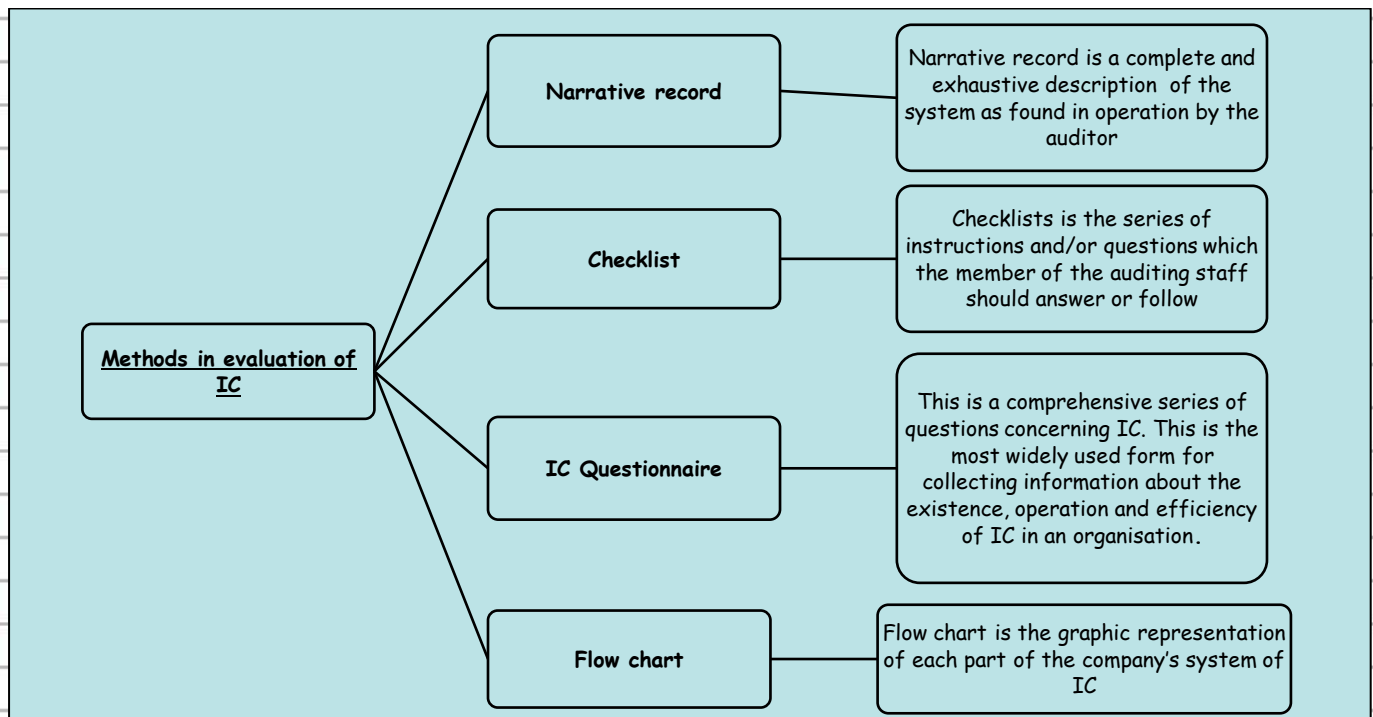 Methods in evaluation of
IC
Narrative record
Narrative record is a complete and
exhaustive description of the
system as found in operation by the
auditor
Checklist
Checklists is the series of
instructions and/or questions which
the member of the auditing staff
should answer or follow
IC Questionnaire
This is a comprehensive series of
questions concerning IC. This is the
most widely used form for
collecting information about the
existence, operation and efficiency
of IC in an organisation.
Flow chart
Flow chart is the graphic representation
of each part of the company's system of
IC